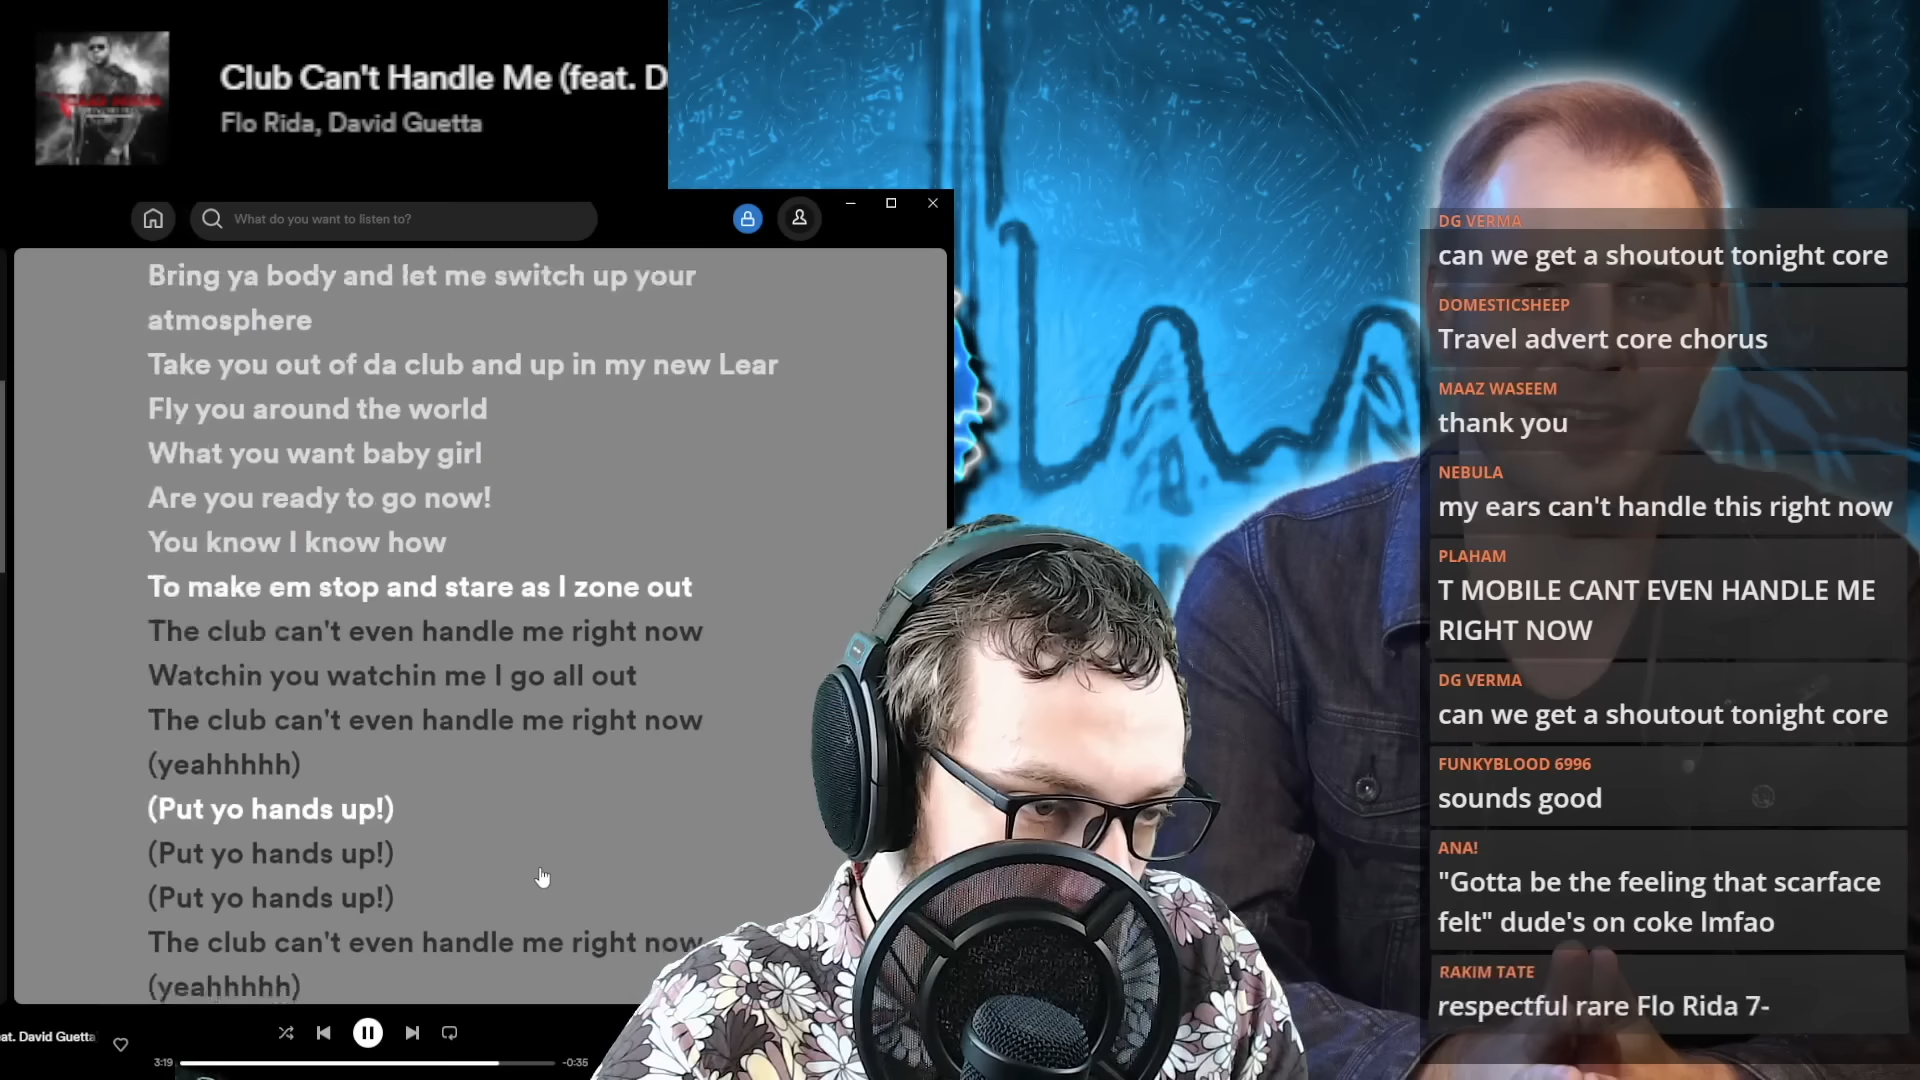 Club Can't Handle Me (feat. D
Flo Rida, David Guetta
What do you want to listen to?
Bring ya body and let me switch up your
atmosphere
Take you out of da club and up in my new Lear
Fly you around the world
What you want baby girl
Are you ready to go now!
You know I know how
To make em stop and stare as I zone out
The club can't even handle me right now
Watchin you watchin me I go all out
The club can't even handle me right now
(yeahhhhh)
(Put yo hands up!)
(Put yo hands up!)
(Put yo hands up!)
The club can't even handle me right now
(yeahhhhh)
eat. David Guetta
3:19
-0:35
DG VERMA
can we get a shoutout tonight core
DOMESTICSHEEP
Travel advert core chorus
MAAZ WASEEM
thank you
NEBULA
my ears can't handle this right now
PLAHAM
T MOBILE CANT EVEN HANDLE ME
RIGHT NOW
DG VERMA
can we get a shoutout tonight core
FUNKYBLOOD 6996
sounds good
ANA!
"Gotta be the feeling that scarface
felt" dude's on coke lmfao
RAKIM TATE
respectful rare Flo Rida 7-